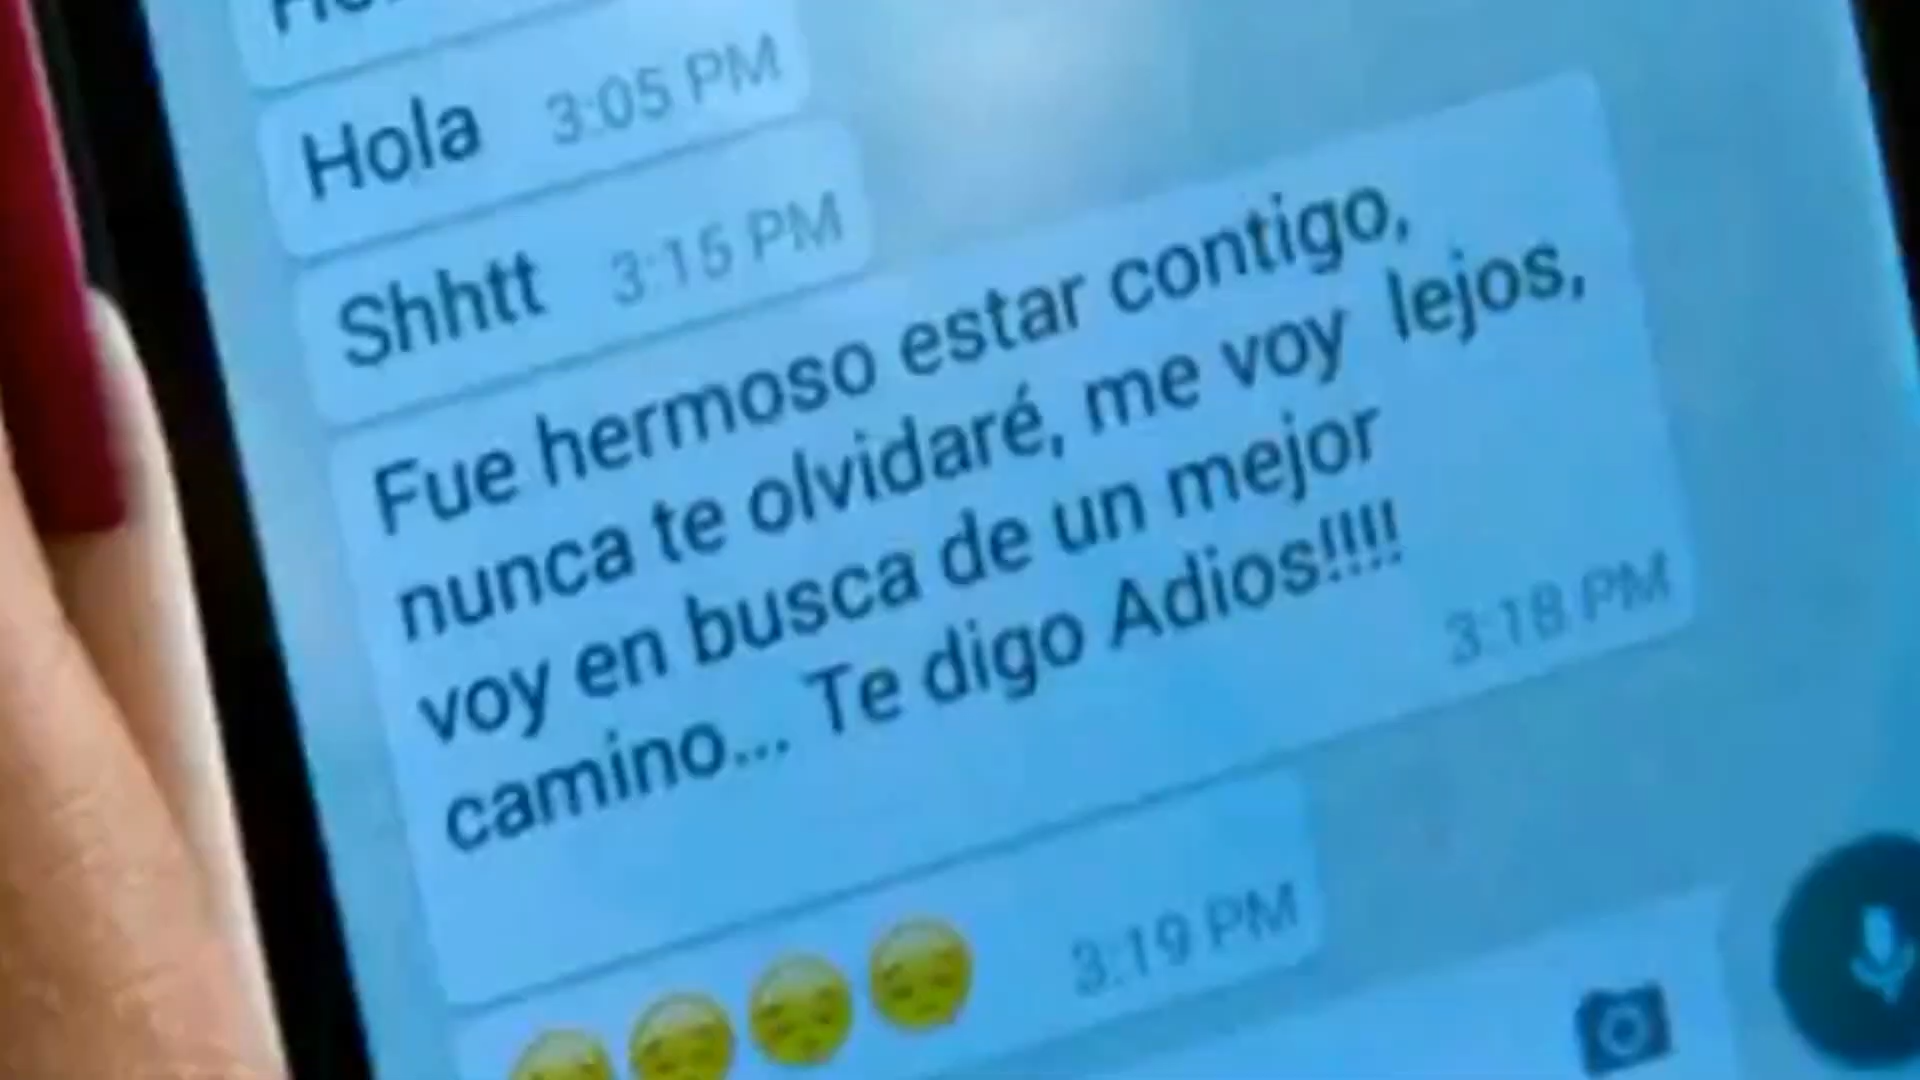 Hola 3:05 PM
Shhtt 3:15 PM
Fue hermoso estar contigo,
nunca te olvidaré, me voy lejos,
voy en busca de un mejor
camino... Te digo Adios!!!!
3:18 PM
3:19 PM